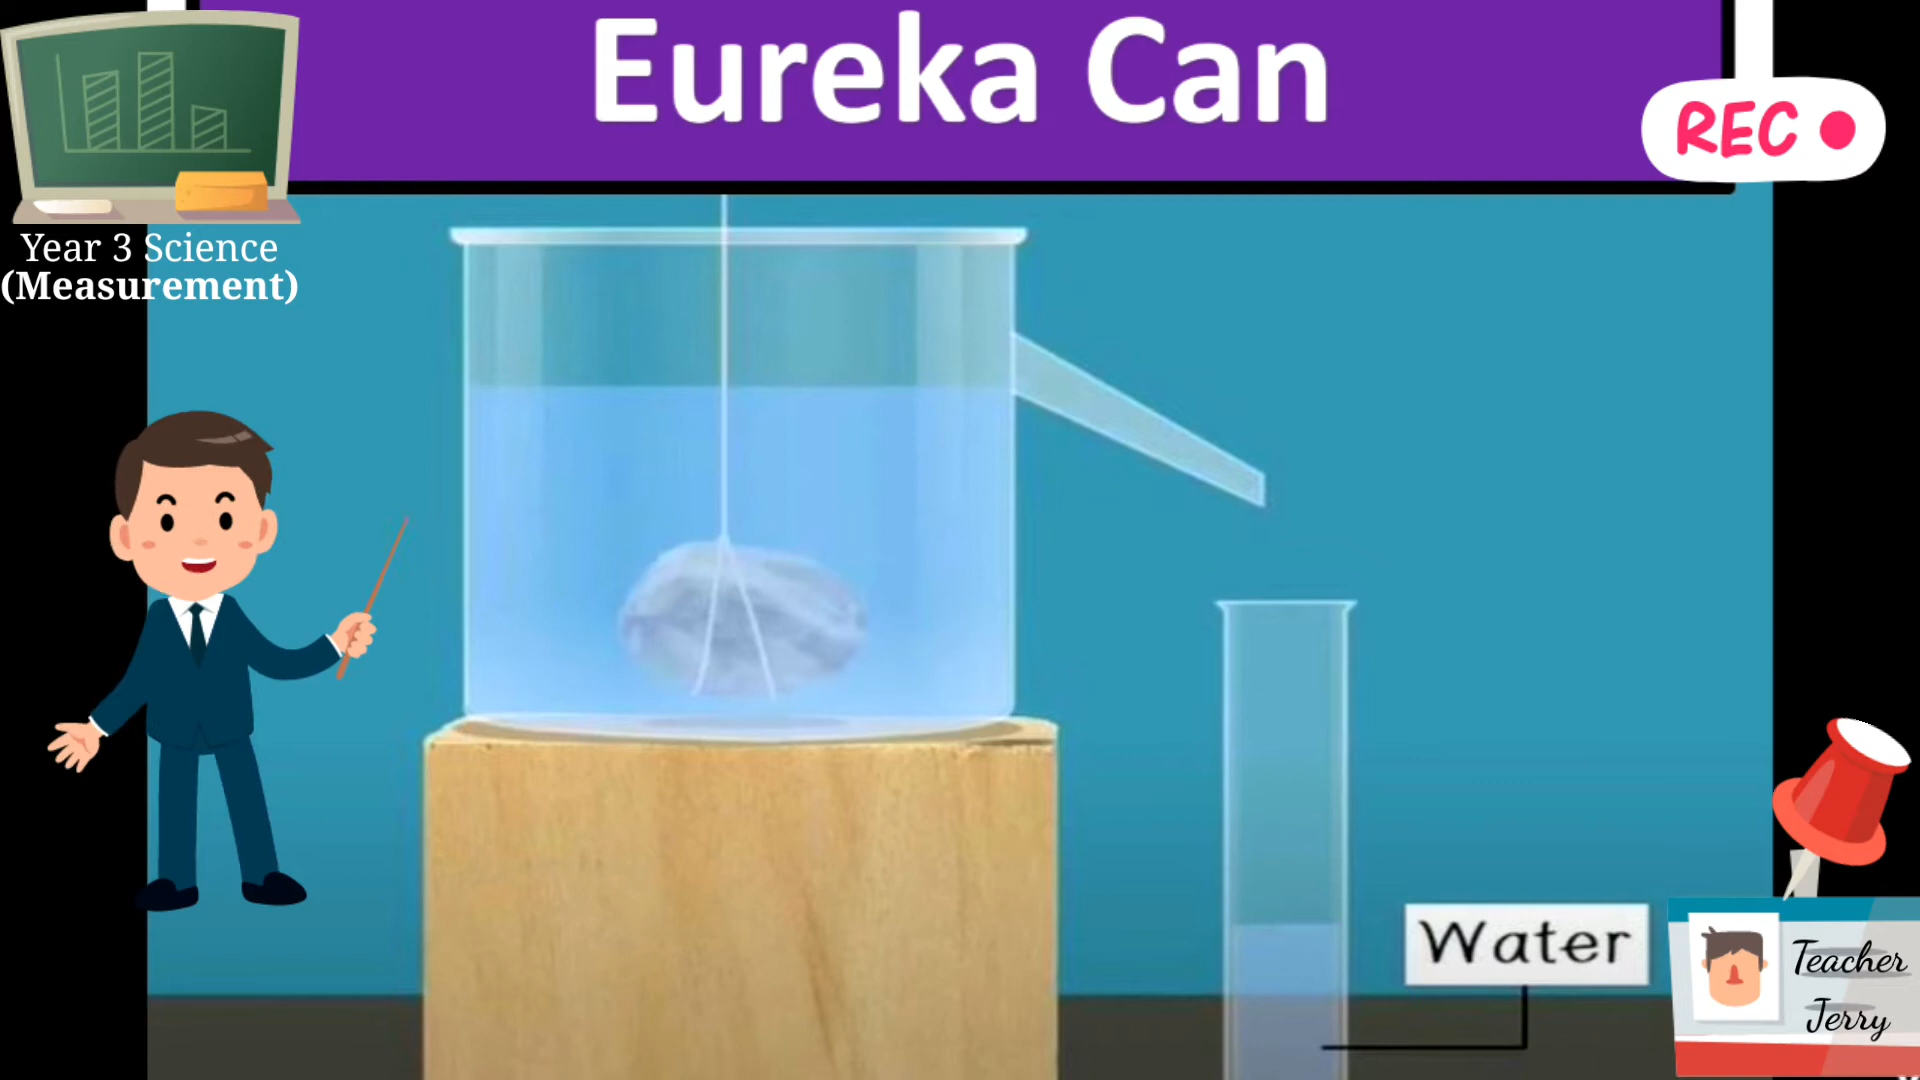 Eureka Can
REC
Year 3 Science
(Measurement)
Water
Teacher
Jerry